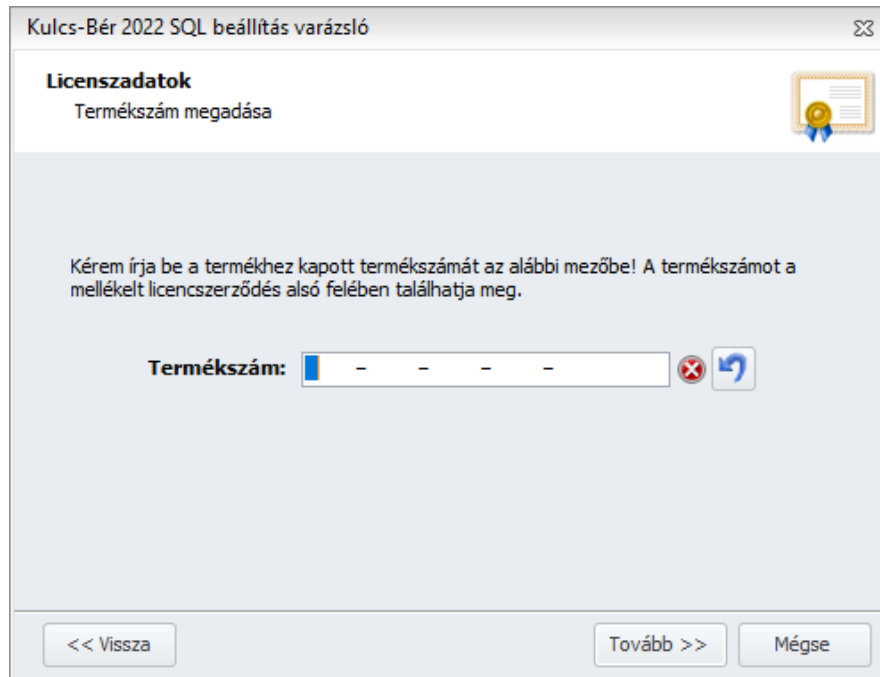 Kulcs-Bér 2022 SQL beállítás varázsló
Licenszadatok
Termékszám megadása
Kérem írja be a termékhez kapott termékszámát az alábbi mezőbe! A termékszámot a
mellékelt licencszerződés alsó felében találhatja meg.
Termékszám: - - - -
<< Vissza
Tovább >>
Mégse